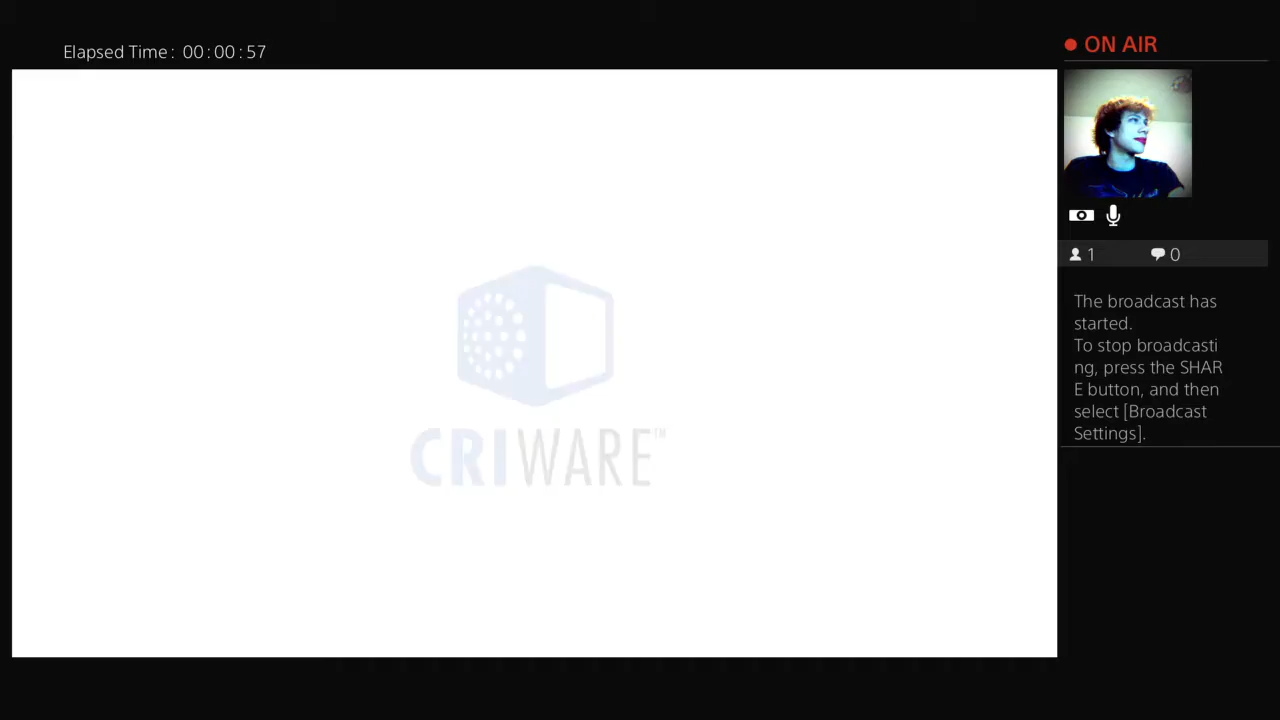 Elapsed Time: 00:00:57
ON AIR
1 0
The broadcast has
started.
To stop broadcasti
ng, press the SHAR
E button, and then
select [Broadcast
Settings].
CRIWARE™